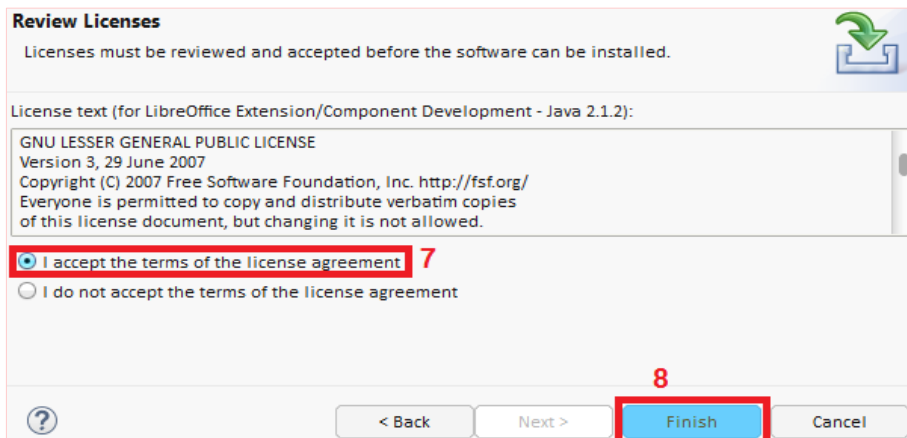 Review Licenses
Licenses must be reviewed and accepted before the software can be installed.
License text (for LibreOffice Extension/Component Development - Java 2.1.2):
GNU LESSER GENERAL PUBLIC LICENSE
Version 3, 29 June 2007
Copyright (C) 2007 Free Software Foundation, Inc. http://fsf.org/
Everyone is permitted to copy and distribute verbatim copies
of this license document, but changing it is not allowed.
I accept the terms of the license agreement 7
I do not accept the terms of the license agreement
8
? < Back Next > Finish Cancel